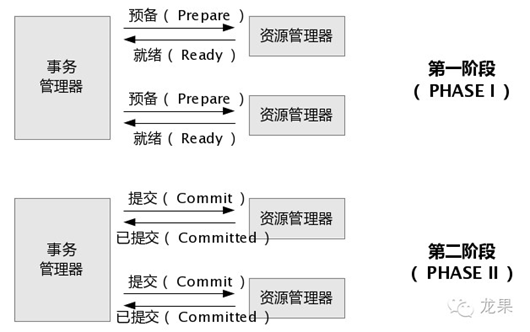 预备（ Prepare ）
资源管理器
就绪（ Ready ）
事务
管理器
第一阶段
（ PHASE I ）
预备（ Prepare ）
资源管理器
就绪（ Ready ）
提交（ Commit ）
资源管理器
已提交（ Committed ）
事务
管理器
第二阶段
（ PHASE II ）
提交（ Commit ）
资源管理器
已提交（ Committed ）
龙果